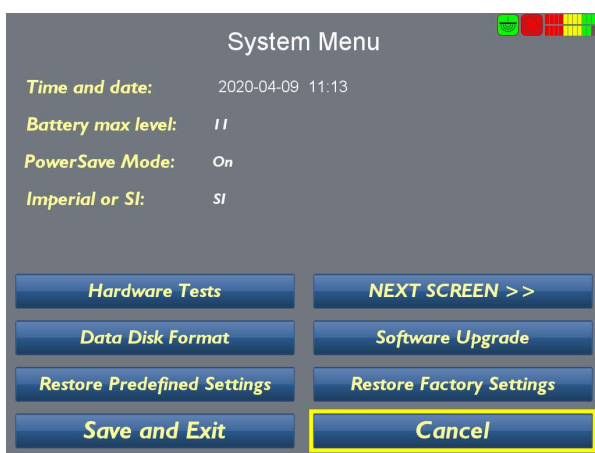 System Menu
Time and date: 2020-04-09 11:13
Battery max level: 11
PowerSave Mode: On
Imperial or SI: SI
Hardware Tests NEXT SCREEN >>
Data Disk Format Software Upgrade
Restore Predefined Settings Restore Factory Settings
Save and Exit Cancel